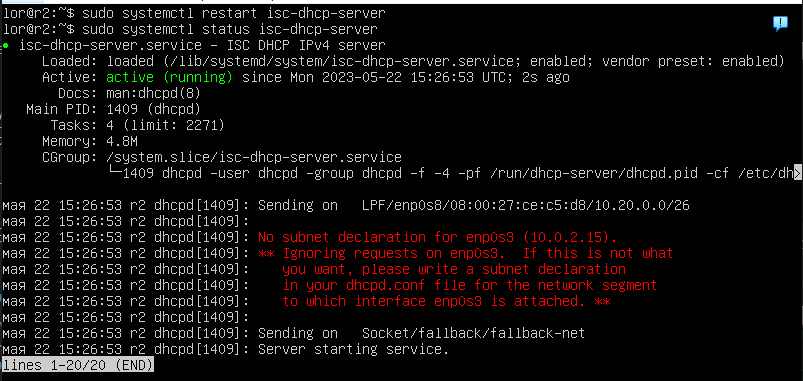 lor@r2:~$ sudo systemctl restart isc-dhcp-server
lor@r2:~$ sudo systemctl status isc-dhcp-server
● isc-dhcp-server.service - ISC DHCP IPv4 server
     Loaded: loaded (/lib/systemd/system/isc-dhcp-server.service; enabled; vendor preset: enabled)
     Active: active (running) since Mon 2023-05-22 15:26:53 UTC; 2s ago
       Docs: man:dhcpd(8)
   Main PID: 1409 (dhcpd)
      Tasks: 4 (limit: 2271)
     Memory: 4.8M
     CGroup: /system.slice/isc-dhcp-server.service
             └─1409 dhcpd -user dhcpd -group dhcpd -f -4 -pf /run/dhcp-server/dhcpd.pid -cf /etc/dh>
мая 22 15:26:53 r2 dhcpd[1409]: Sending on   LPF/enp0s8/08:00:27:ce:c5:d8/10.20.0.0/26
мая 22 15:26:53 r2 dhcpd[1409]:
мая 22 15:26:53 r2 dhcpd[1409]: No subnet declaration for enp0s3 (10.0.2.15).
мая 22 15:26:53 r2 dhcpd[1409]: ** Ignoring requests on enp0s3.  If this is not what
мая 22 15:26:53 r2 dhcpd[1409]:    you want, please write a subnet declaration
мая 22 15:26:53 r2 dhcpd[1409]:    in your dhcpd.conf file for the network segment
мая 22 15:26:53 r2 dhcpd[1409]:    to which interface enp0s3 is attached. **
мая 22 15:26:53 r2 dhcpd[1409]:
мая 22 15:26:53 r2 dhcpd[1409]: Sending on   Socket/fallback/fallback-net
мая 22 15:26:53 r2 dhcpd[1409]: Server starting service.
lines 1-20/20 (END)